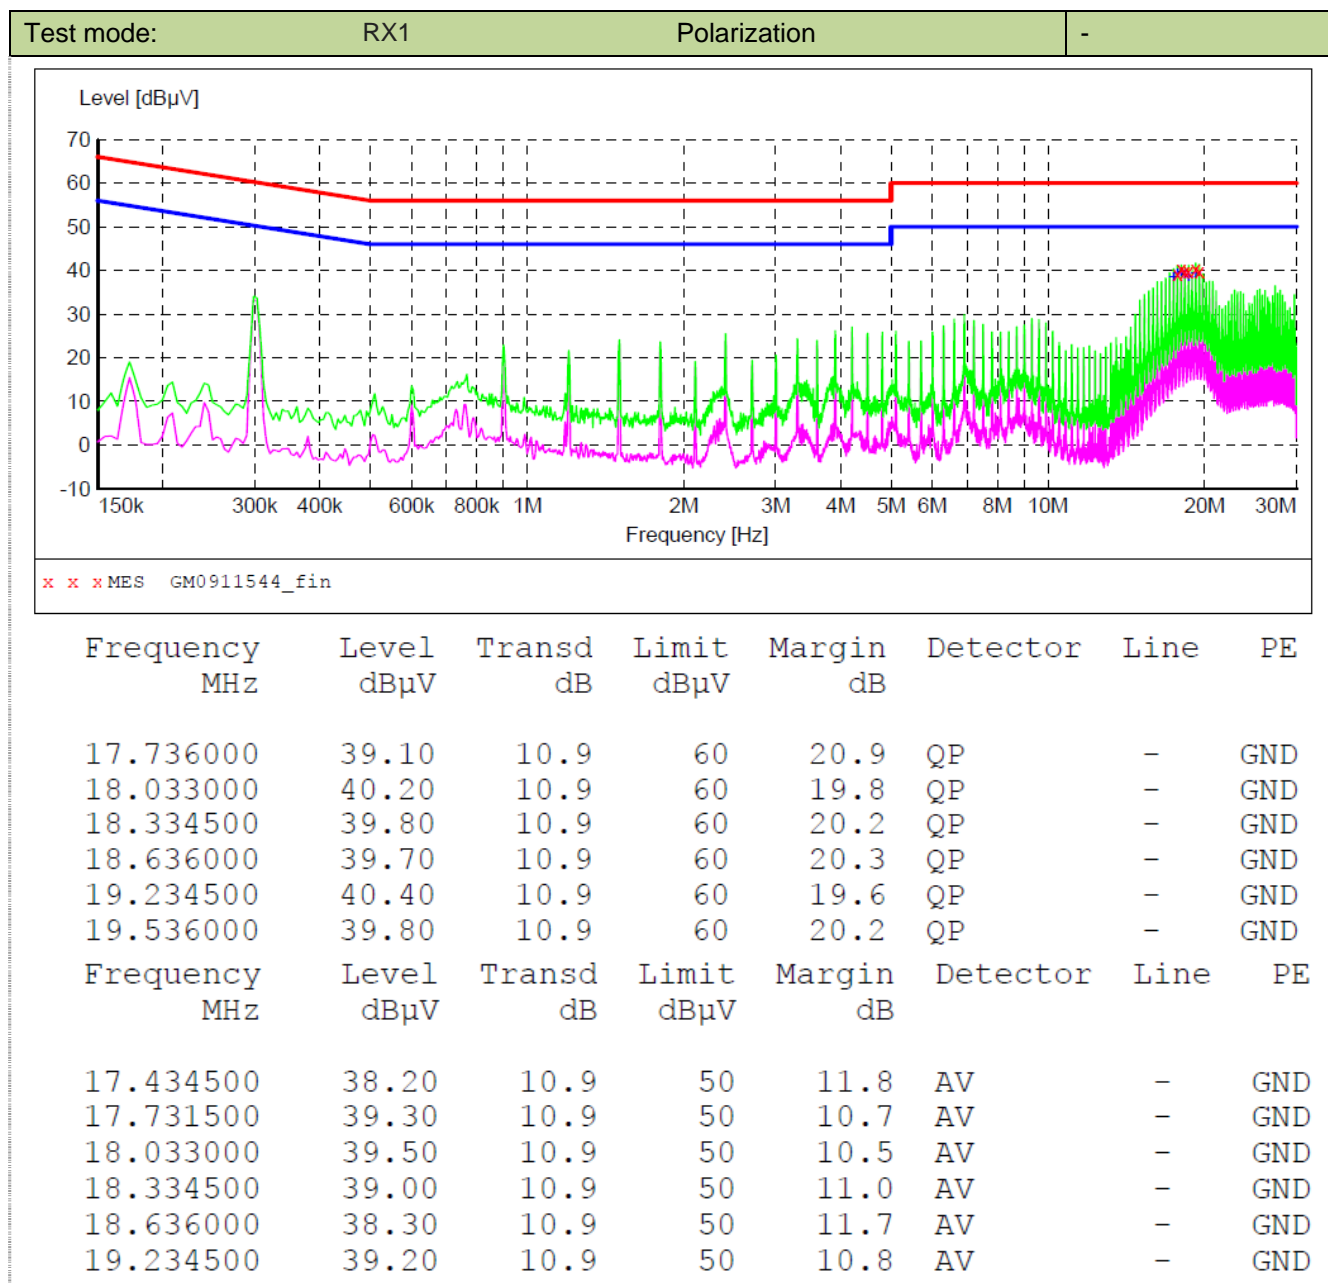 Test mode: RX1 Polarization -
Level [dBµV]
70
60
50
40
30
20
10
0
-10
150k 300k 400k 600k 800k 1M 2M 3M 4M 5M 6M 8M 10M 20M 30M
Frequency [Hz]
x x x MES GM0911544_fin
Frequency Level Transd Limit Margin Detector Line PE
MHz dBµV dB dBµV dB
17.736000 39.10 10.9 60 20.9 QP - GND
18.033000 40.20 10.9 60 19.8 QP - GND
18.334500 39.80 10.9 60 20.2 QP - GND
18.636000 39.70 10.9 60 20.3 QP - GND
19.234500 40.40 10.9 60 19.6 QP - GND
19.536000 39.80 10.9 60 20.2 QP - GND
Frequency Level Transd Limit Margin Detector Line PE
MHz dBµV dB dBµV dB
17.434500 38.20 10.9 50 11.8 AV - GND
17.731500 39.30 10.9 50 10.7 AV - GND
18.033000 39.50 10.9 50 10.5 AV - GND
18.334500 39.00 10.9 50 11.0 AV - GND
18.636000 38.30 10.9 50 11.7 AV - GND
19.234500 39.20 10.9 50 10.8 AV - GND